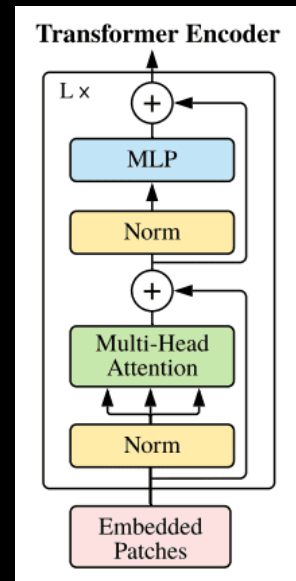 Transformer Encoder
L x
+
MLP
Norm
+
Multi-Head
Attention
Norm
Embedded
Patches